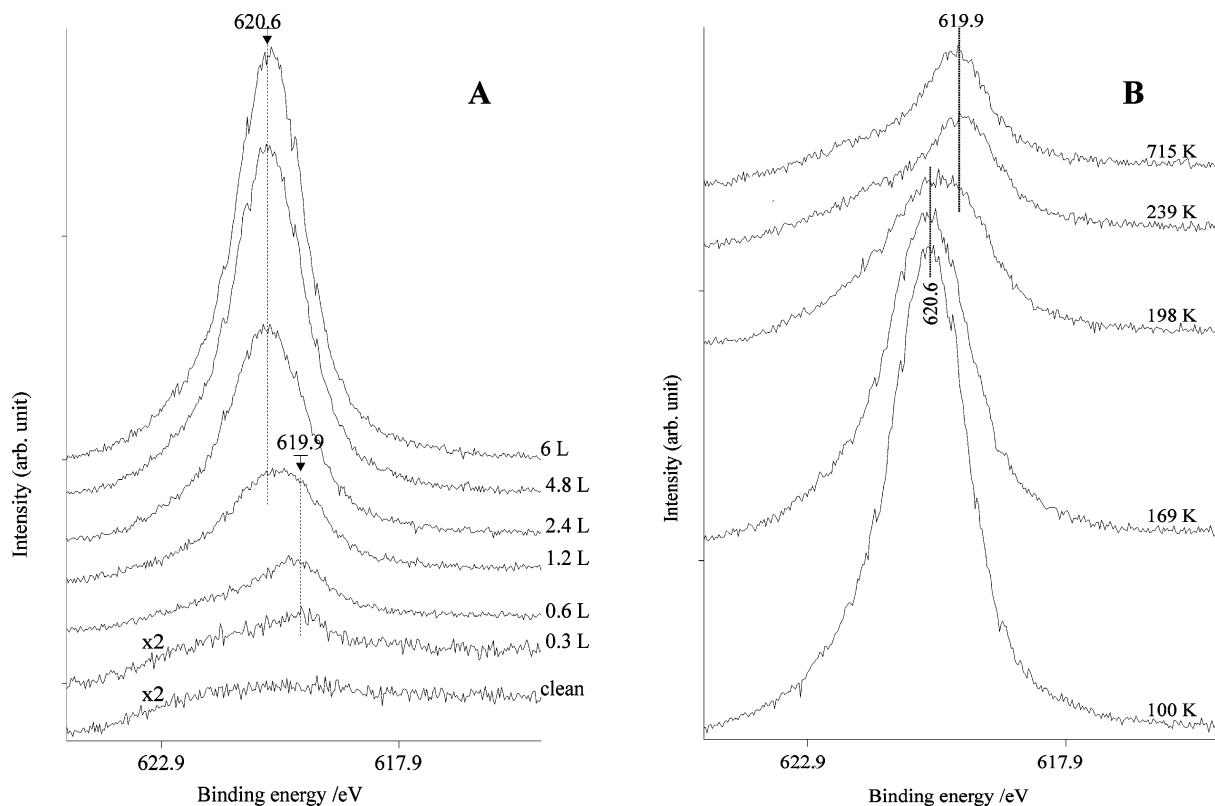 620.6
A
619.9
6 L
4.8 L
2.4 L
1.2 L
0.6 L
x2
0.3 L
x2
clean
622.9
617.9
Binding energy /eV
Intensity (arb. unit)
619.9
B
715 K
239 K
620.6
198 K
169 K
100 K
622.9
617.9
Binding energy /eV
Intensity (arb. unit)